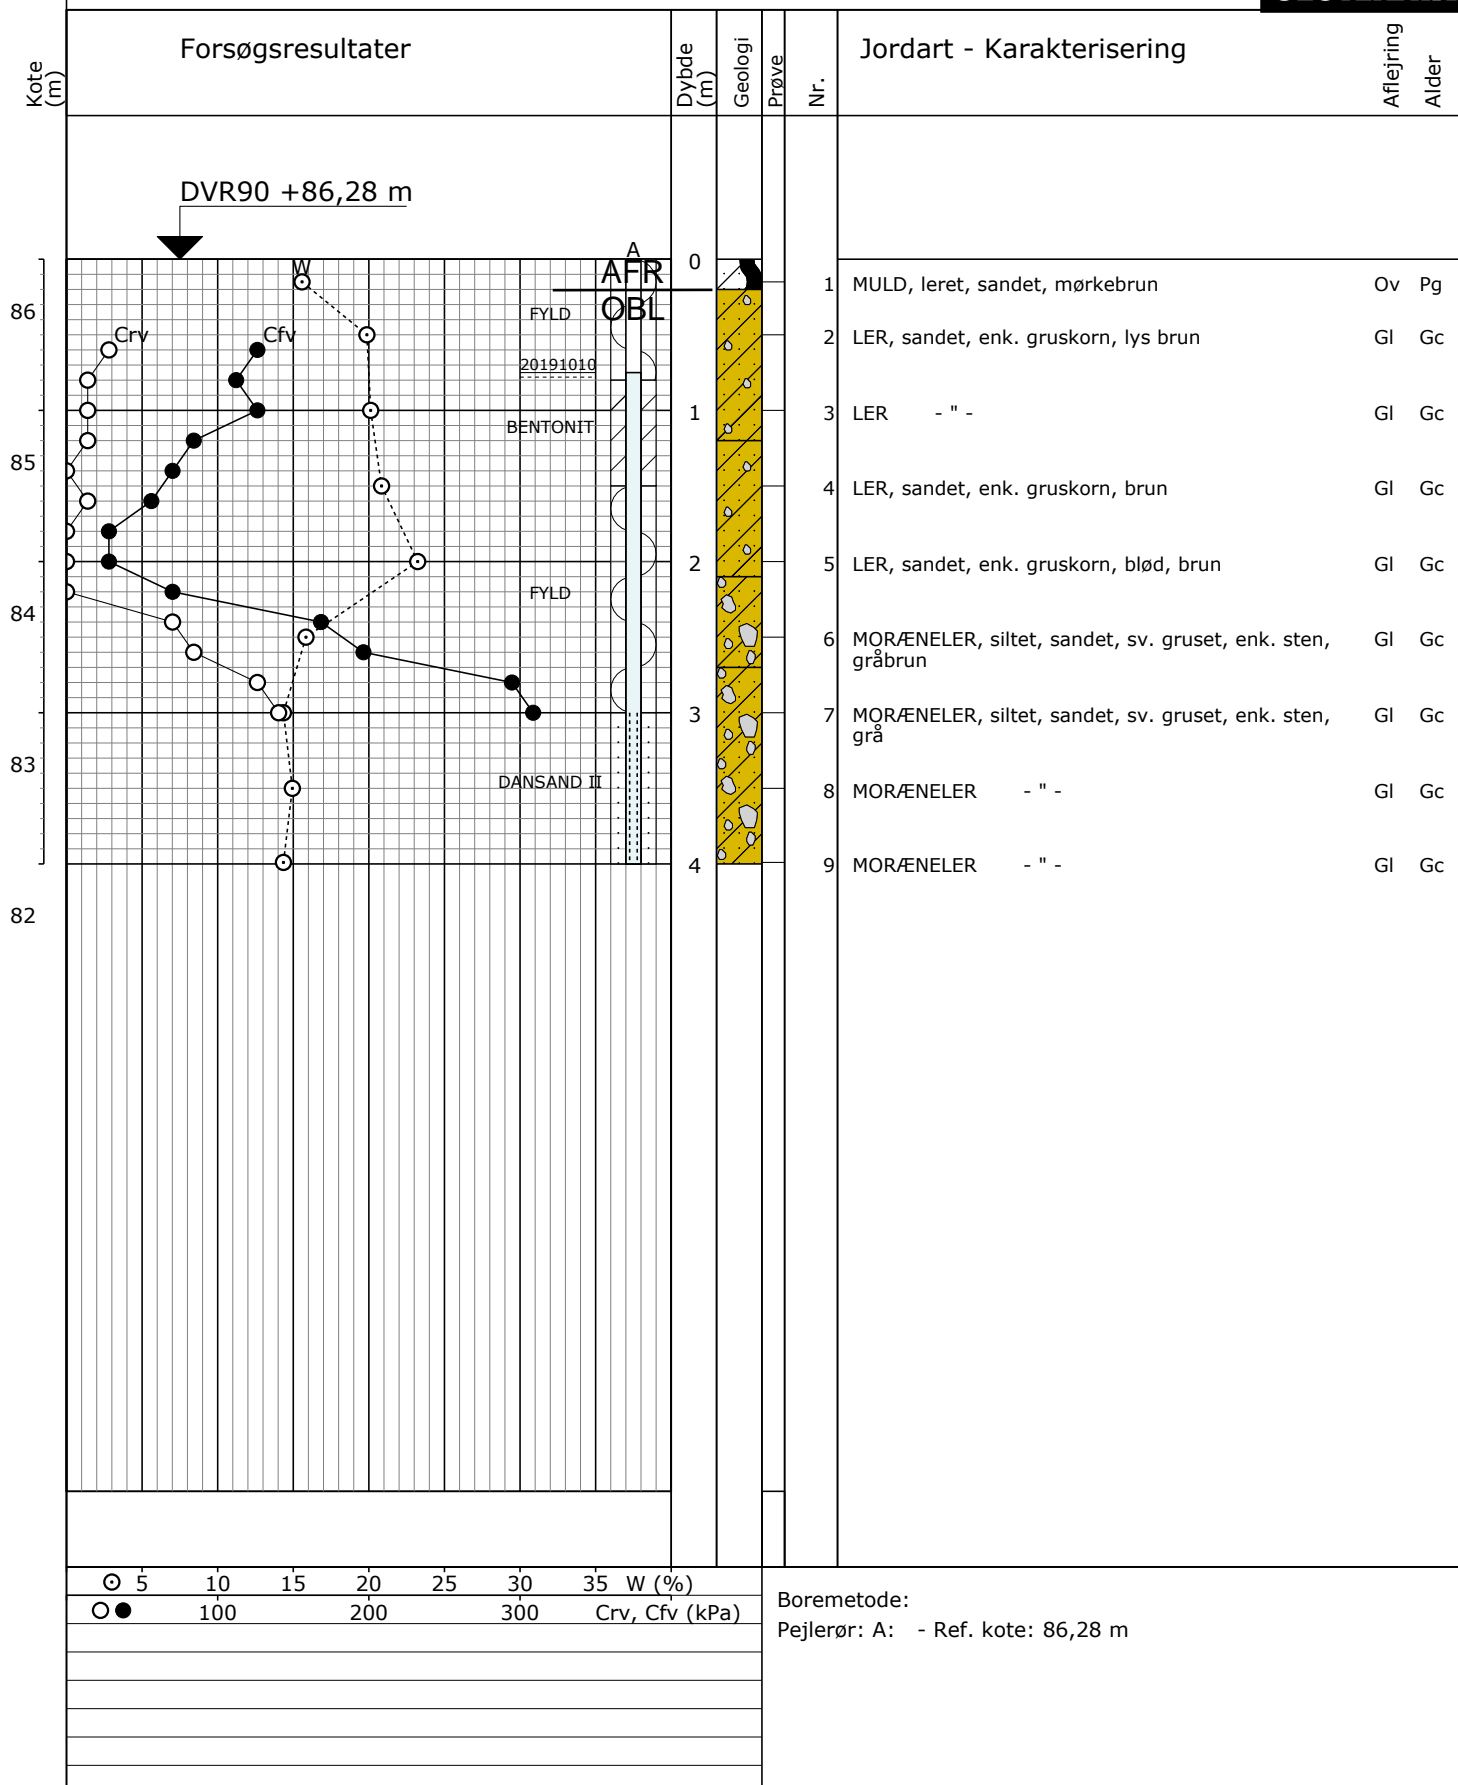 Kote (m)
Forsøgsresultater
Dybde (m)
Geologi
Prøve
Nr.
Jordart - Karakterisering
Aflejring
Alder
DVR90 +86,28 m
A
W
AFR
0
1 MULD, leret, sandet, mørkebrun Ov Pg
86
FYLD
OBL
Crv
Cfv
2 LER, sandet, enk. gruskorn, lys brun Gl Gc
20191010
1
3 LER - " - Gl Gc
BENTONIT
85
4 LER, sandet, enk. gruskorn, brun Gl Gc
2
5 LER, sandet, enk. gruskorn, blød, brun Gl Gc
FYLD
84
6 MORÆNELER, siltet, sandet, sv. gruset, enk. sten, Gl Gc
gråbrun
3
7 MORÆNELER, siltet, sandet, sv. gruset, enk. sten, Gl Gc
grå
83
DANSAND II
8 MORÆNELER - " - Gl Gc
4
9 MORÆNELER - " - Gl Gc
82
5 10 15 20 25 30 35 W (%)
100 200 300 Crv, Cfv (kPa)
Boremetode:
Pejlerør: A: - Ref. kote: 86,28 m